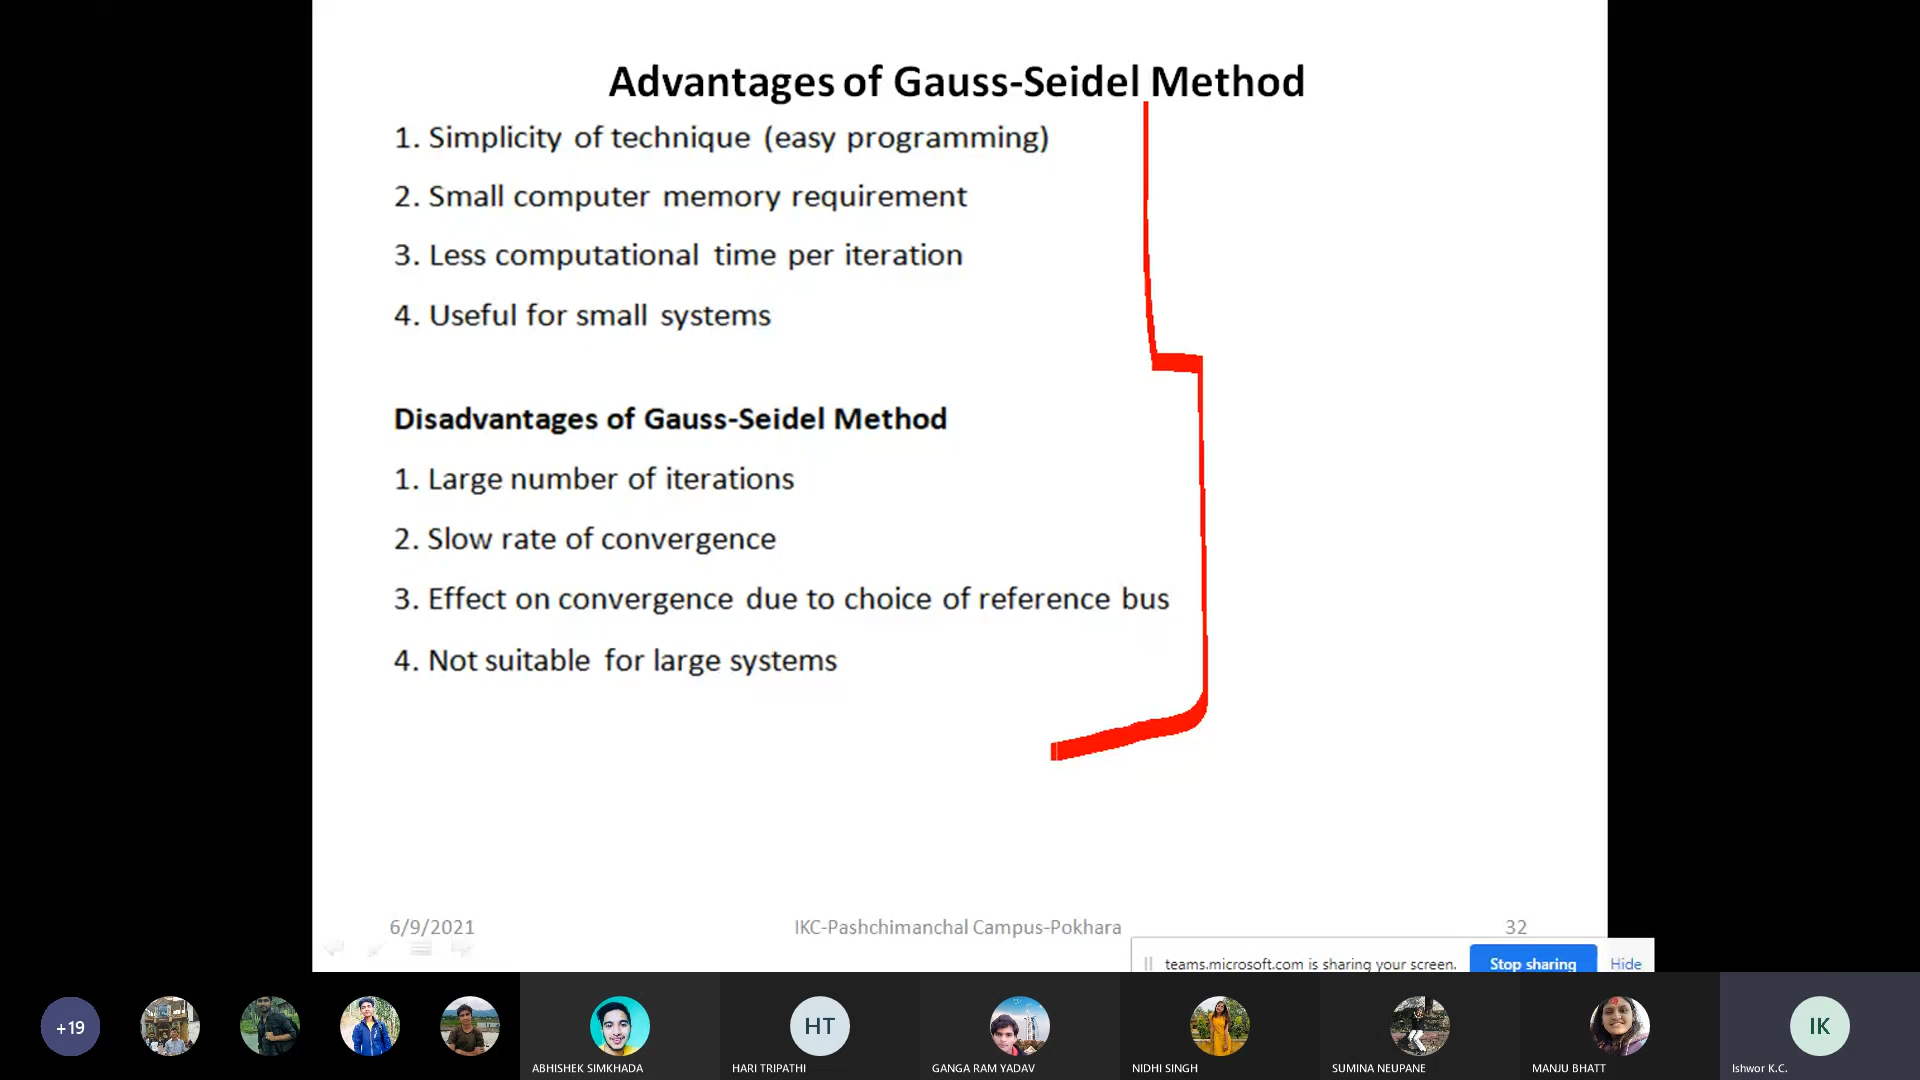 Advantages of Gauss-Seidel Method
1. Simplicity of technique (easy programming)
2. Small computer memory requirement
3. Less computational time per iteration
4. Useful for small systems
Disadvantages of Gauss-Seidel Method
1. Large number of iterations
2. Slow rate of convergence
3. Effect on convergence due to choice of reference bus
4. Not suitable for large systems
6/9/2021 IKC-Pashchimanchal Campus-Pokhara 32
teams.microsoft.com is sharing your screen. Stop sharing Hide
+19 HT IK
ABHISHEK SIMKHADA HARI TRIPATHI GANGA RAM YADAV NIDHI SINGH SUMINA NEUPANE MANJU BHATT Ishwor K.C.